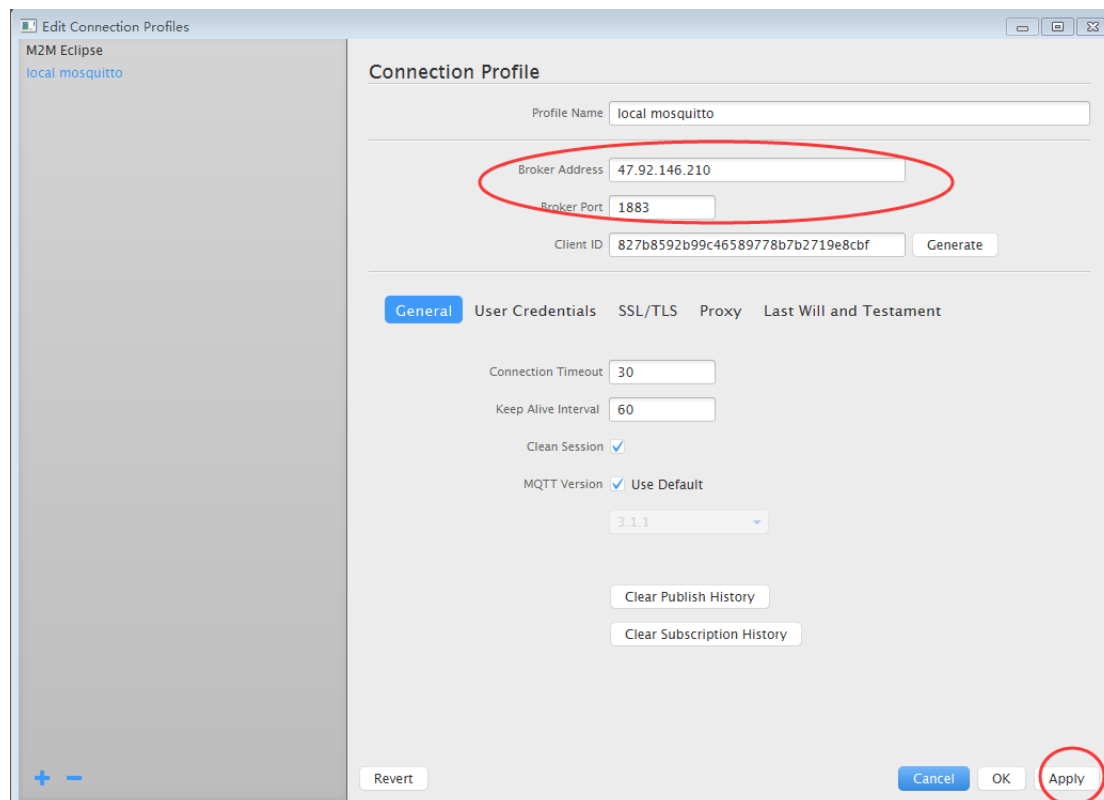 Edit Connection Profiles
M2M Eclipse
local mosquitto
Connection Profile
Profile Name local mosquitto
Broker Address 47.92.146.210
Broker Port 1883
Client ID 827b8592b99c46589778b7b2719e8cbf Generate
General User Credentials SSL/TLS Proxy Last Will and Testament
Connection Timeout 30
Keep Alive Interval 60
Clean Session
MQTT Version Use Default
3.1.1
Clear Publish History
Clear Subscription History
Revert Cancel OK Apply